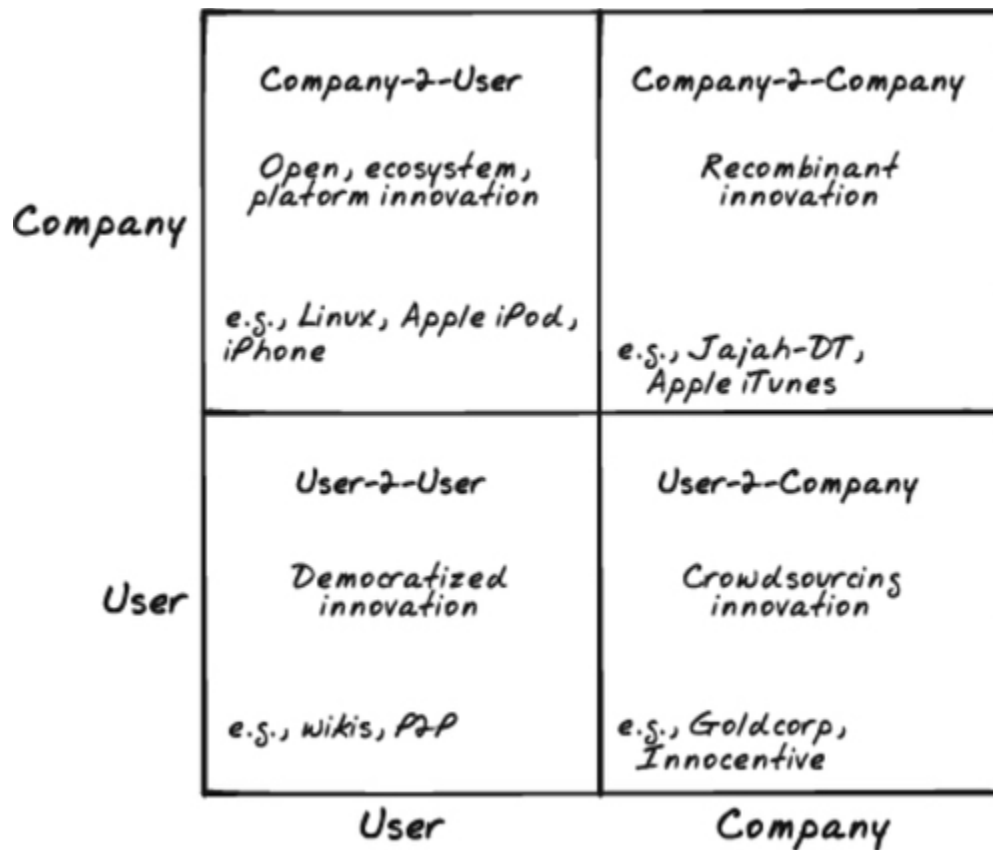 Company-2-User
Company-2-Company
Open, ecosystem,
platorm innovation
Recombinant
innovation
Company
e.g., Linux, Apple iPod,
iPhone
e.g., Jajah-DT,
Apple iTunes
User-2-User
User-2-Company
Democratized
innovation
Crowdsourcing
innovation
User
e.g., wikis, P2P
e.g., Goldcorp,
Innocentive
User
Company